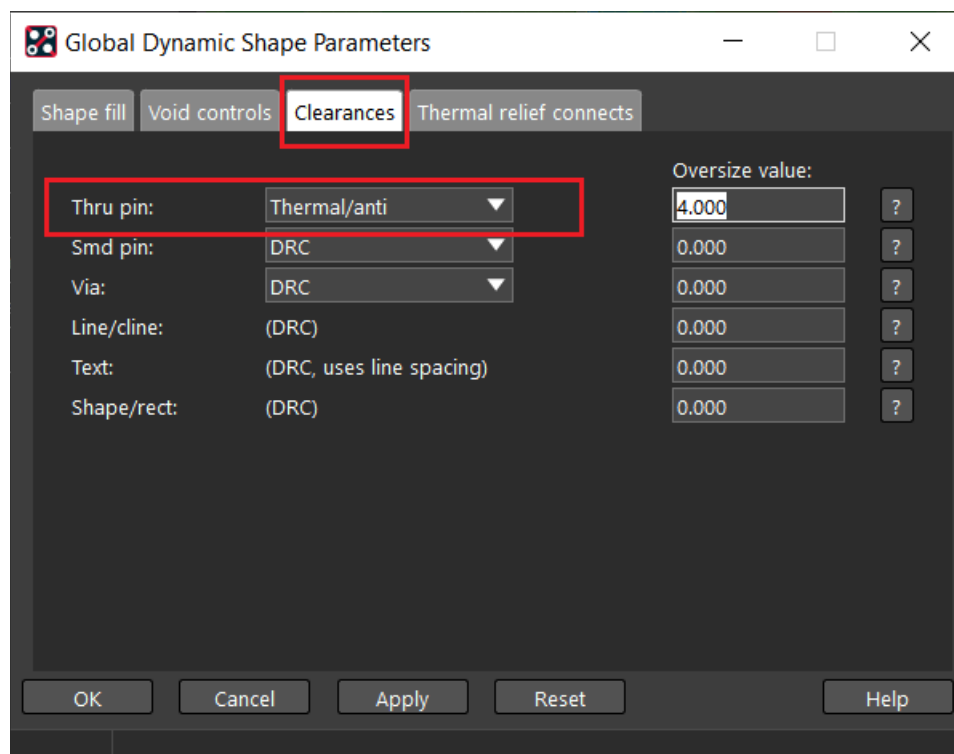 Global Dynamic Shape Parameters
Shape fill Void controls Clearances Thermal relief connects
Oversize value:
Thru pin: Thermal/anti 4.000 ?
Smd pin: DRC 0.000 ?
Via: DRC 0.000 ?
Line/cline: (DRC) 0.000 ?
Text: (DRC, uses line spacing) 0.000 ?
Shape/rect: (DRC) 0.000 ?
OK Cancel Apply Reset Help